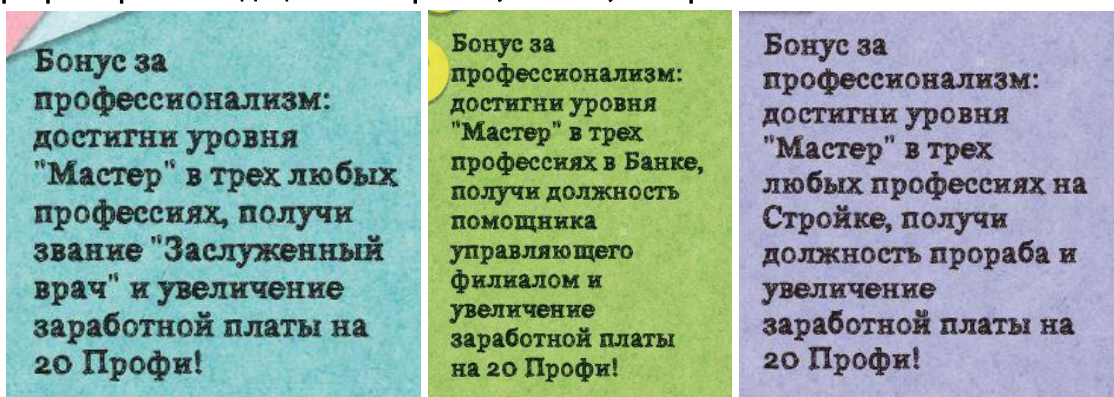 Бонус за
профессионализм:
достигни уровня
"Мастер" в трех любых
профессиях, получи
звание "Заслуженный
врач" и увеличение
заработной платы на
20 Профи!
Бонус за
профессионализм:
достигни уровня
"Мастер" в трех
профессиях в Банке,
получи должность
помощника
управляющего
филиалом и
увеличение
заработной платы
на 20 Профи!
Бонус за
профессионализм:
достигни уровня
"Мастер" в трех
любых профессиях на
Стройке, получи
должность прораба и
увеличение
заработной платы на
20 Профи!